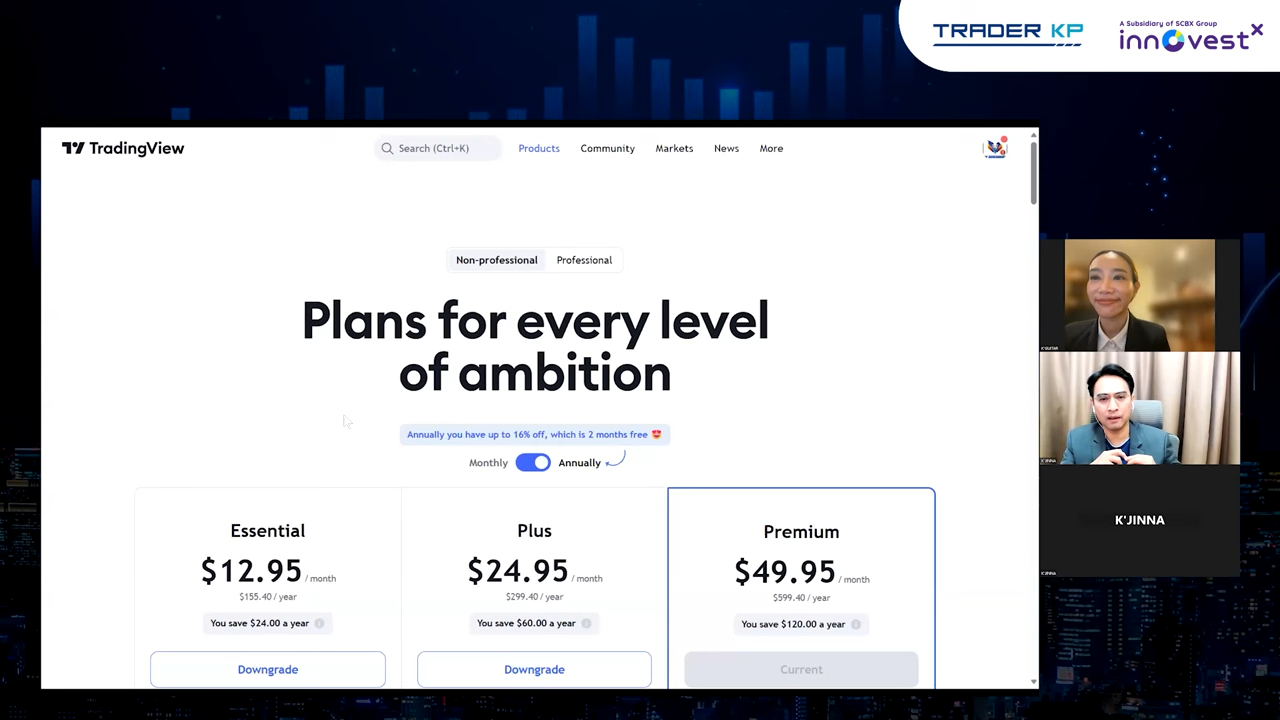 TRADER KP
A Subsidiary of SCBX Group
innovestx
TradingView
Search (Ctrl+K)
Products
Community
Markets
News
More
Non-professional
Professional
Plans for every level
of ambition
Annually you have up to 16% off, which is 2 months free 😍
Monthly
Annually
Essential
$12.95 / month
$155.40 / year
You save $24.00 a year
Downgrade
Plus
$24.95 / month
$299.40 / year
You save $60.00 a year
Downgrade
Premium
$49.95 / month
$599.40 / year
You save $120.00 a year
Current
K'GUITAR
K'JINNA
K'JINNA
K'JINNA